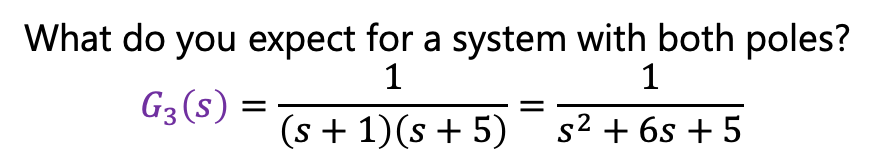 What do you expect for a system with both poles?
G₃(s) = 1/((s + 1)(s + 5)) = 1/(s² + 6s + 5)